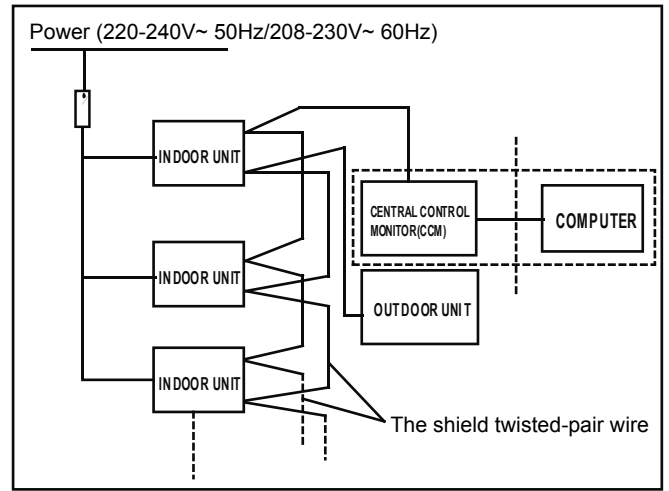 Power (220-240V~ 50Hz/208-230V~ 60Hz)
INDOOR UNIT
CENTRAL CONTROL
MONITOR(CCM)
COMPUTER
INDOOR UNIT
OUTDOOR UNIT
INDOOR UNIT
The shield twisted-pair wire